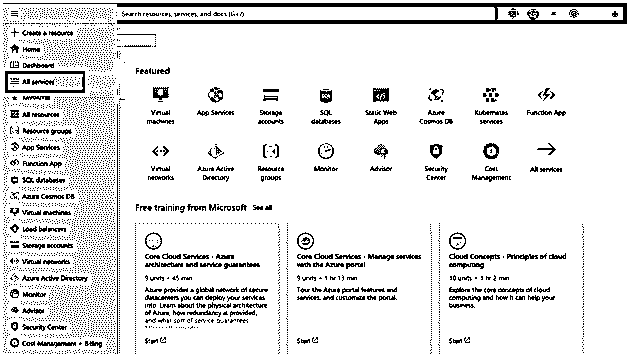 Search resources, services, and docs (G+/)
Create a resource
Home
Dashboard
All services
All resources
Resource groups
App Services
Function App
SQL databases
Azure Cosmos DB
Virtual machines
Load balancers
Storage accounts
Virtual networks
Azure Active Directory
Monitor
Advisor
Security Center
Cost Management + Billing
Featured
Virtual machines
App Services
Storage accounts
SQL databases
Static Web Apps
Azure Cosmos DB
Kubernetes services
Function App
Virtual networks
Azure Active Directory
Resource groups
Monitor
Advisor
Security Center
Cost Management
All services
Free training from Microsoft See all
Core Cloud Services - Azure
architecture and service guarantees
9 units • 45 min
Azure provides a global network of secure
datacenters you can deploy your services
into. Learn about the physical architecture
of Azure, how redundancy is provided,
and what sort of service guarantees
Start
Core Cloud Services - Manage services
with the Azure portal
9 units • 1 hr 13 min
Tour the Azure portal features and
services, and customize the portal.
Start
Cloud Concepts - Principles of cloud
computing
10 units • 1 hr 2 min
Explore the core concepts of cloud
computing and how it can help your
business.
Start